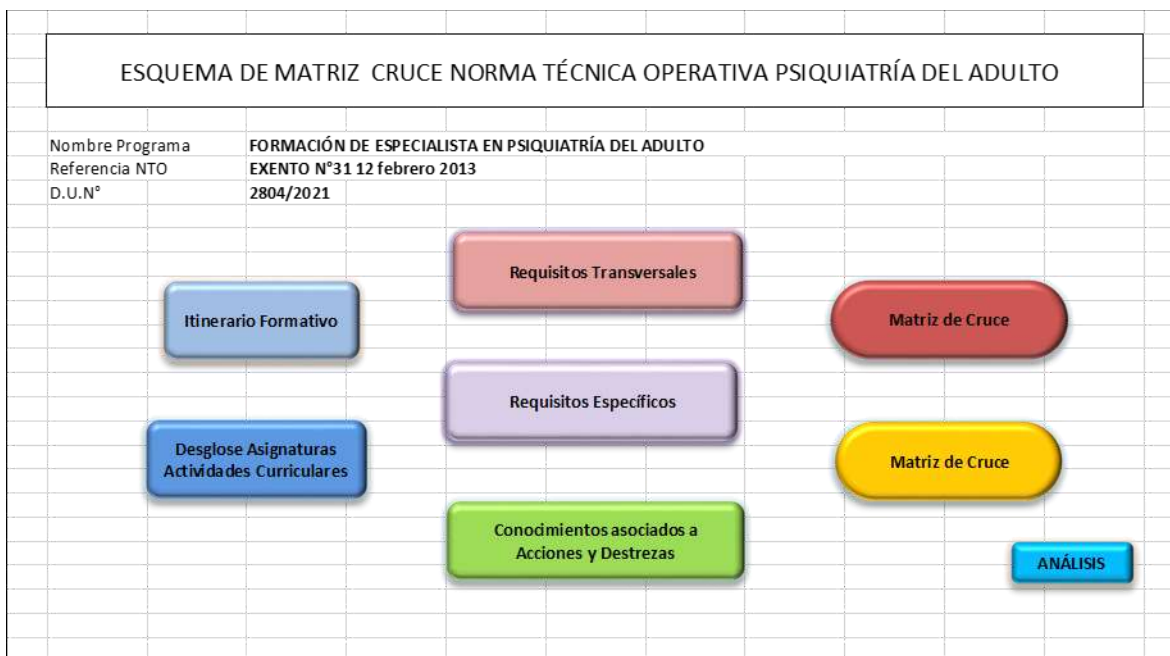 ESQUEMA DE MATRIZ CRUCE NORMA TÉCNICA OPERATIVA PSIQUIATRÍA DEL ADULTO
Nombre Programa FORMACIÓN DE ESPECIALISTA EN PSIQUIATRÍA DEL ADULTO
Referencia NTO EXENTO N°31 12 febrero 2013
D.U.N° 2804/2021
Requisitos Transversales
Itinerario Formativo
Matriz de Cruce
Requisitos Específicos
Desglose Asignaturas
Actividades Curriculares
Matriz de Cruce
Conocimientos asociados a
Acciones y Destrezas
ANÁLISIS